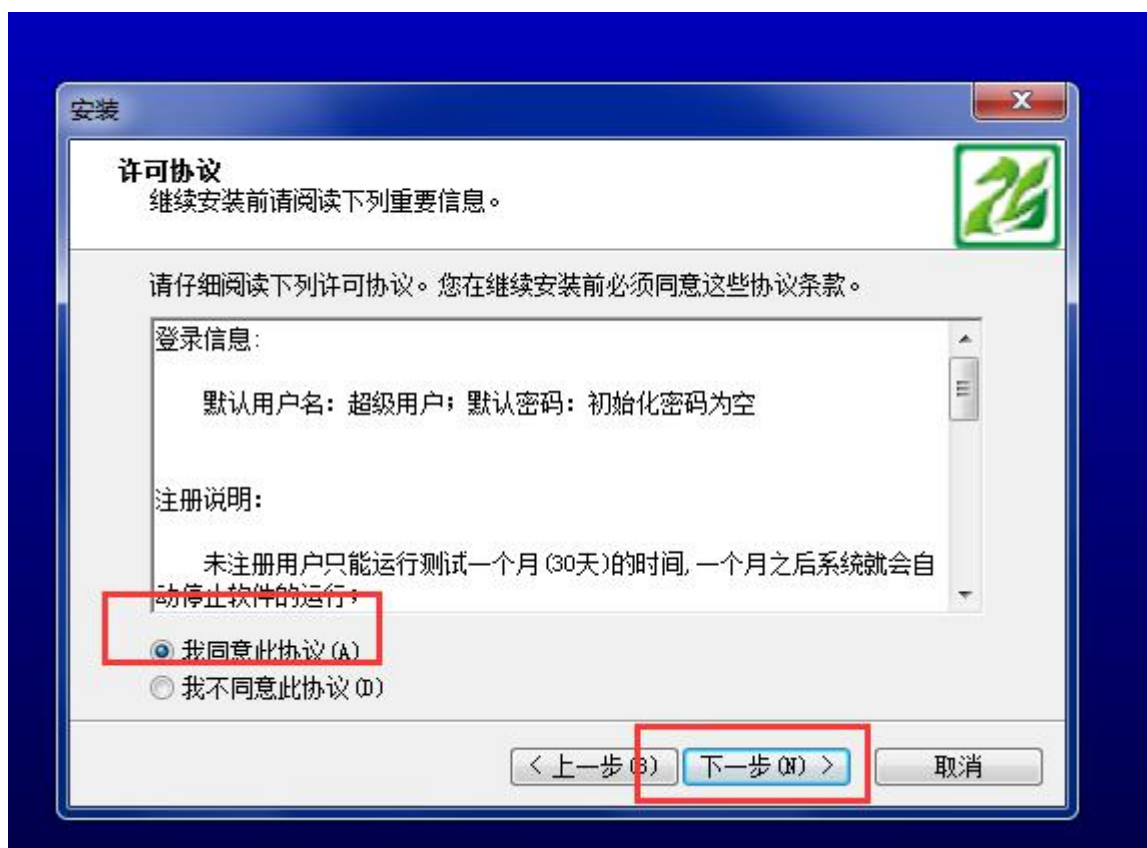 安装
许可协议
继续安装前请阅读下列重要信息。
请仔细阅读下列许可协议。您在继续安装前必须同意这些协议条款。
登录信息:
默认用户名：超级用户；默认密码：初始化密码为空
注册说明：
未注册用户只能运行测试一个月(30天)的时间,一个月之后系统就会自
动停止软件的运行；
我同意此协议(A)
我不同意此协议(D)
< 上一步(B) 下一步(N) > 取消